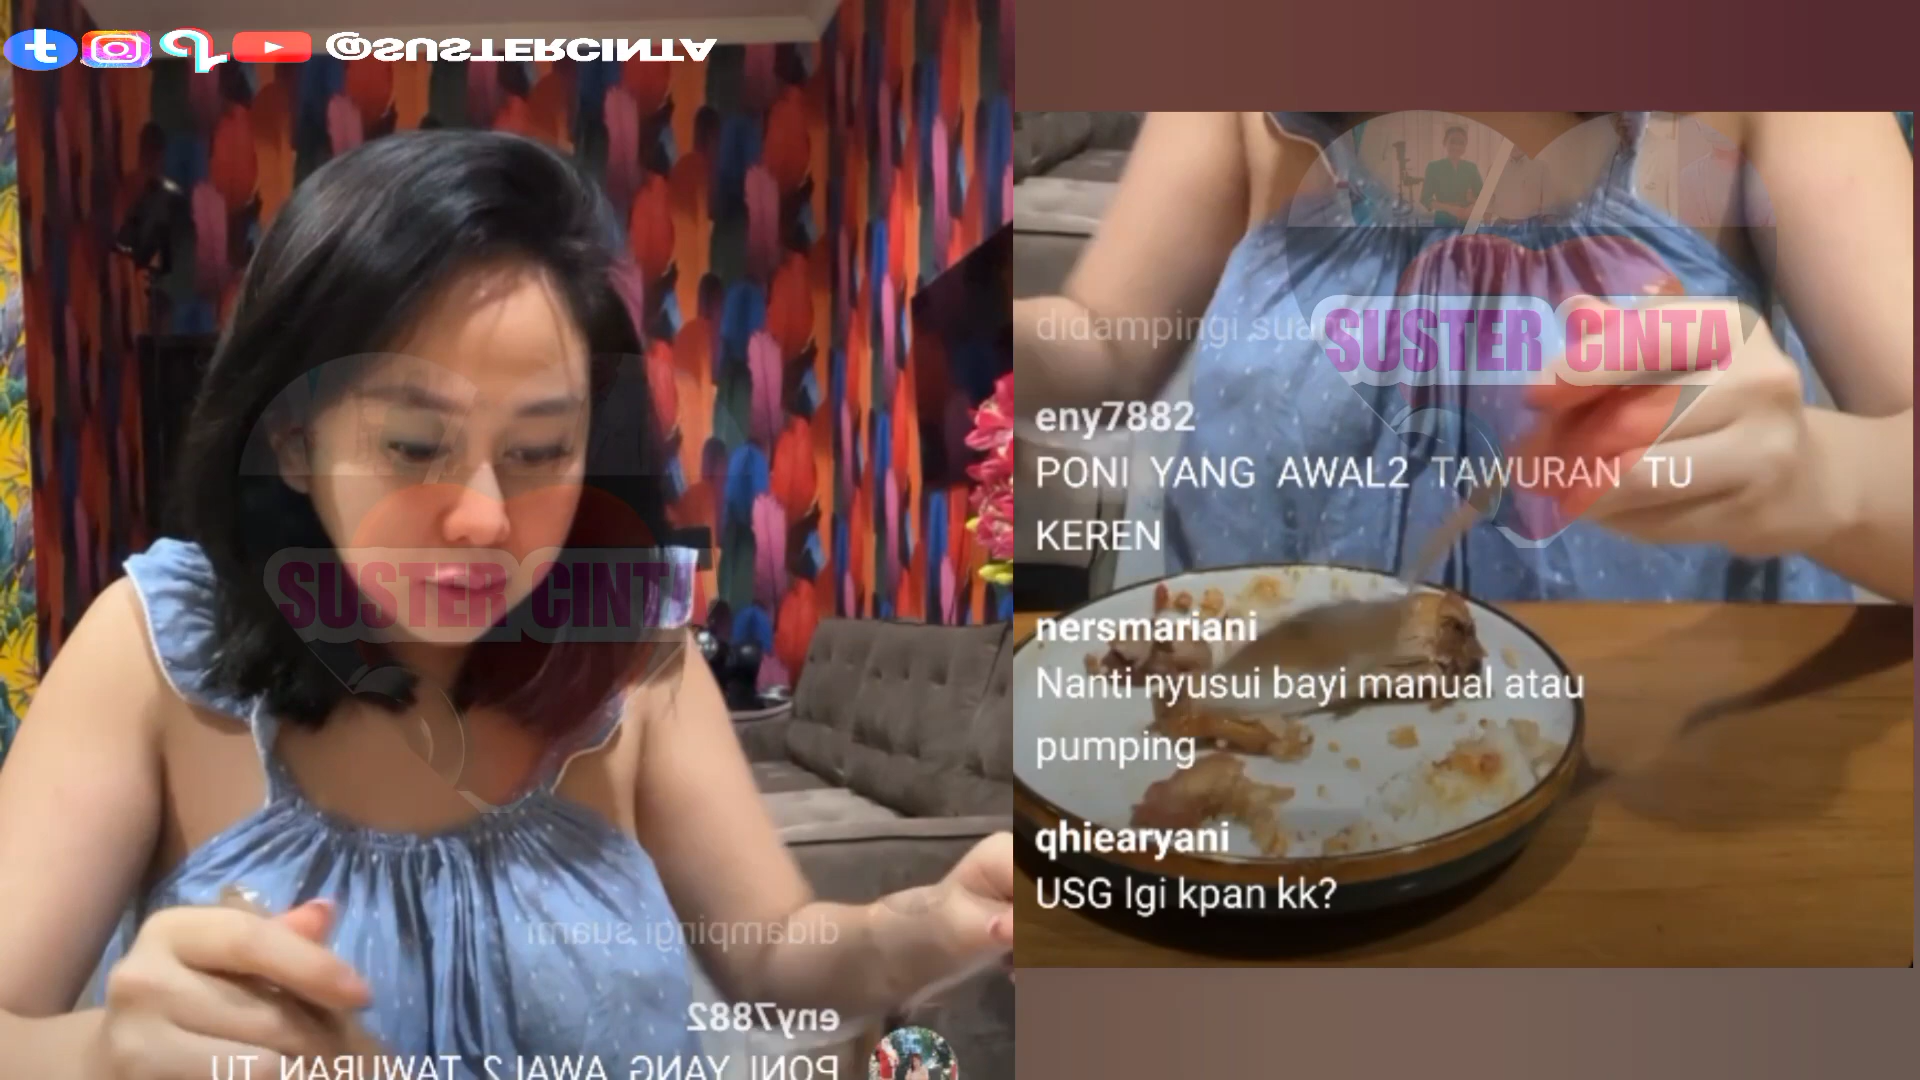 @SUSTERCINTA
SUSTER CINTA
didampingi suami
eny7882
PONI YANG AWAL2 TAWURAN TU
didampingi suam
SUSTER CINTA
eny7882
PONI YANG AWAL2 TAWURAN TU
KEREN
nersmariani
Nanti nyusui bayi manual atau
pumping
qhiearyani
USG lgi kpan kk?